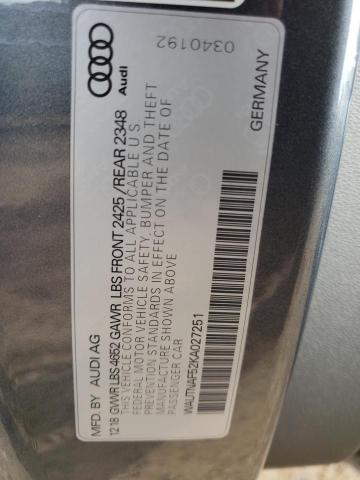 MFD. BY AUDI AG
12.18 GVWR LBS 4652 GAWR LBS FRONT 2425/REAR 2348
THIS VEHICLE CONFORMS TO ALL APPLICABLE U.S.
FEDERAL MOTOR VEHICLE SAFETY, BUMPER AND THEFT
PREVENTION STANDARDS IN EFFECT ON THE DATE OF
MANUFACTURE SHOWN ABOVE
PASSENGER CAR
WAUTNAF52KA027251
GERMANY
Audi
0340192